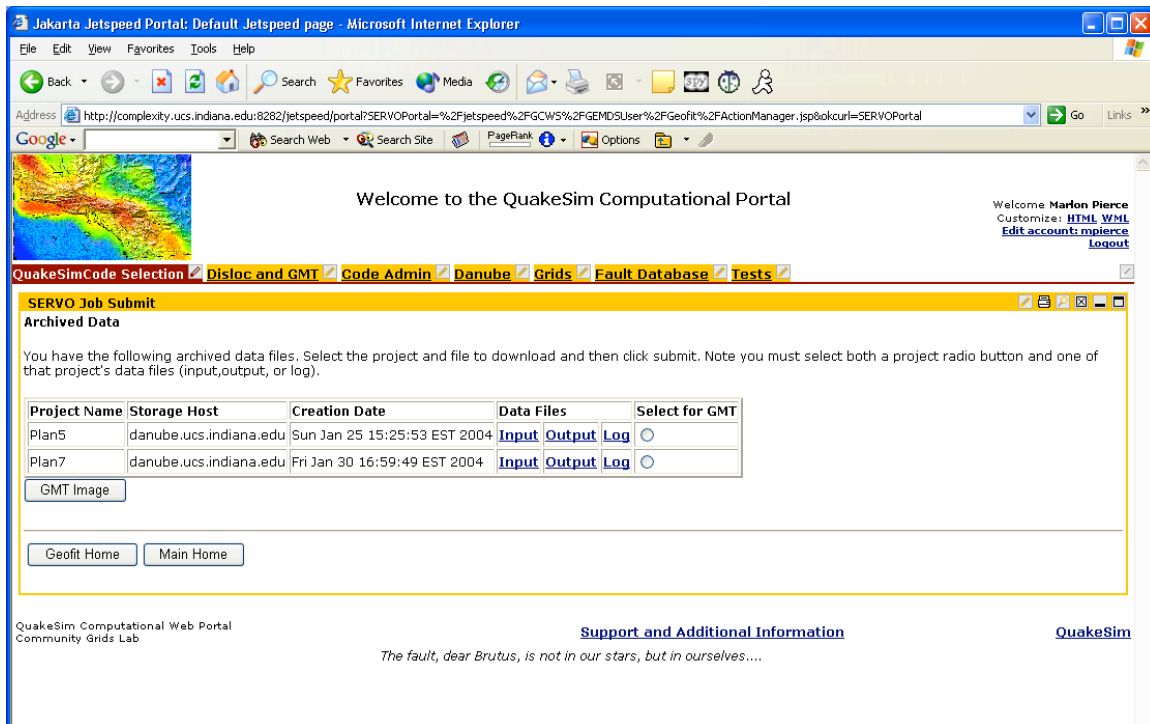 Jakarta Jetspeed Portal: Default Jetspeed page - Microsoft Internet Explorer
File Edit View Favorites Tools Help
Back Search Favorites Media SPY
Address http://complexity.ucs.indiana.edu:8282/jetspeed/portal?SERVOPortal=%2Fjetspeed%2FGCWS%2FGEMDSUser%2FGeofit%2FActionManager.jsp&okcurl=SERVOPortal Go Links »
Google Search Web Search Site PageRank Options
Welcome to the QuakeSim Computational Portal
Welcome Marlon Pierce
Customize: HTML WML
Edit account: mpierce
Logout
QuakeSimCode Selection Disloc and GMT Code Admin Danube Grids Fault Database Tests
SERVO Job Submit
Archived Data
You have the following archived data files. Select the project and file to download and then click submit. Note you must select both a project radio button and one of
that project's data files (input,output, or log).
Project Name Storage Host Creation Date Data Files Select for GMT
Plan5 danube.ucs.indiana.edu Sun Jan 25 15:25:53 EST 2004 Input Output Log
Plan7 danube.ucs.indiana.edu Fri Jan 30 16:59:49 EST 2004 Input Output Log
GMT Image
Geofit Home Main Home
QuakeSim Computational Web Portal
Community Grids Lab
Support and Additional Information
QuakeSim
The fault, dear Brutus, is not in our stars, but in ourselves....